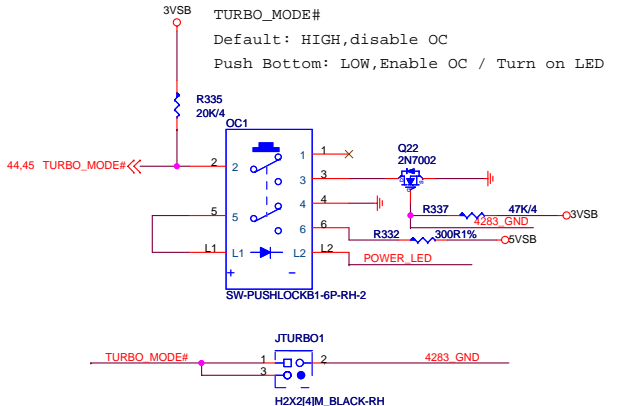 3VSB
TURBO_MODE#
Default: HIGH,disable OC
Push Bottom: LOW,Enable OC / Turn on LED
R335
20K/4
OC1
44,45 TURBO_MODE#
2
2
1
1
3
3
4
4
5
5
6
6
L1
L1
L2
L2
+
-
SW-PUSHLOCKB1-6P-RH-2
Q22
2N7002
R337
47K/4
3VSB
4283_GND
R332
300R1%
5VSB
POWER_LED
JTURBO1
TURBO_MODE#
1
2
4283_GND
3
H2X2[4]M_BLACK-RH